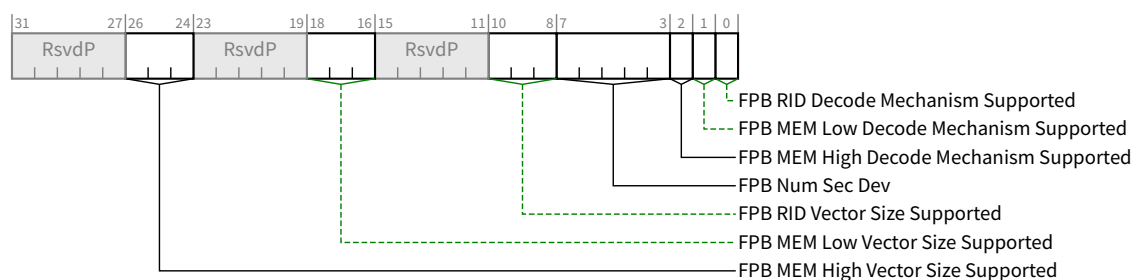 31 27 26 24 23 19 18 16 15 11 10 8 7 3 2 1 0
RsvdP RsvdP RsvdP
FPB RID Decode Mechanism Supported
FPB MEM Low Decode Mechanism Supported
FPB MEM High Decode Mechanism Supported
FPB Num Sec Dev
FPB RID Vector Size Supported
FPB MEM Low Vector Size Supported
FPB MEM High Vector Size Supported